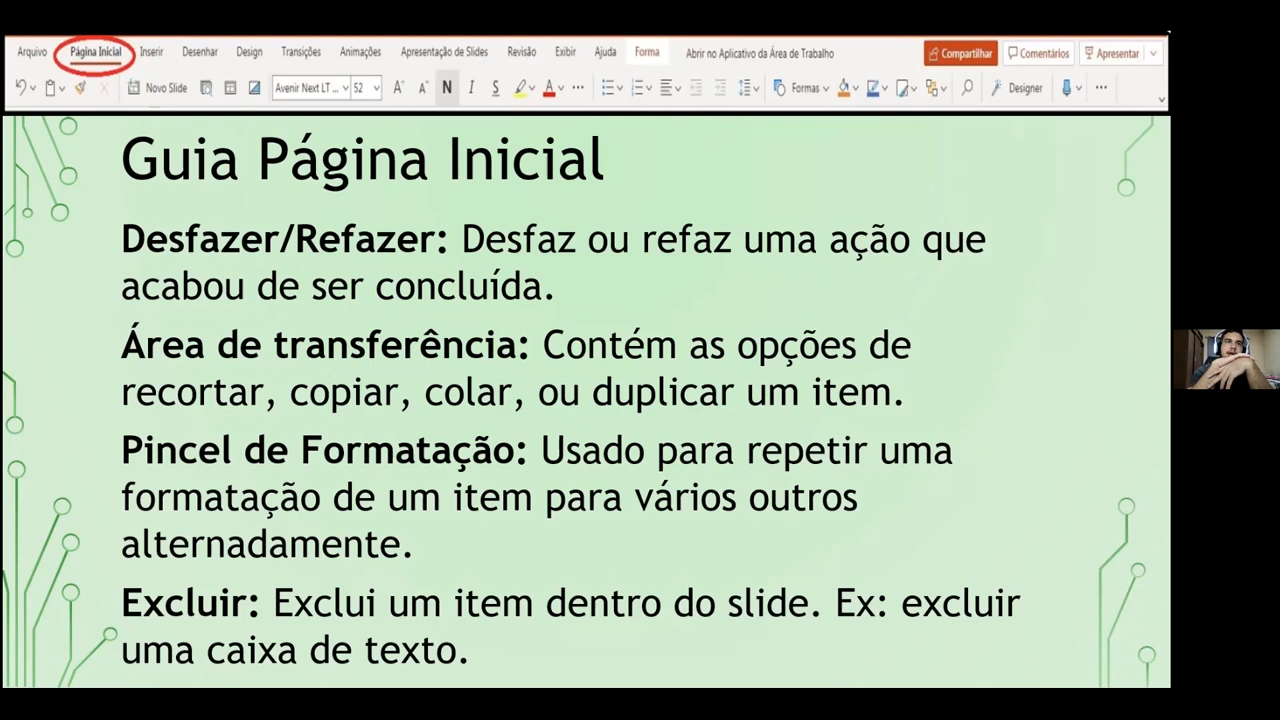 Arquivo Página Inicial Inserir Desenhar Design Transições Animações Apresentação de Slides Revisão Exibir Ajuda Forma Abrir no Aplicativo da Área de Trabalho Compartilhar Comentários Apresentar
Novo Slide Avenir Next LT ... 52 A A N I S A ... Formas Designer ...
Guia Página Inicial
Desfazer/Refazer: Desfaz ou refaz uma ação que
acabou de ser concluída.
Área de transferência: Contém as opções de
recortar, copiar, colar, ou duplicar um item.
Pincel de Formatação: Usado para repetir uma
formatação de um item para vários outros
alternadamente.
Excluir: Exclui um item dentro do slide. Ex: excluir
uma caixa de texto.